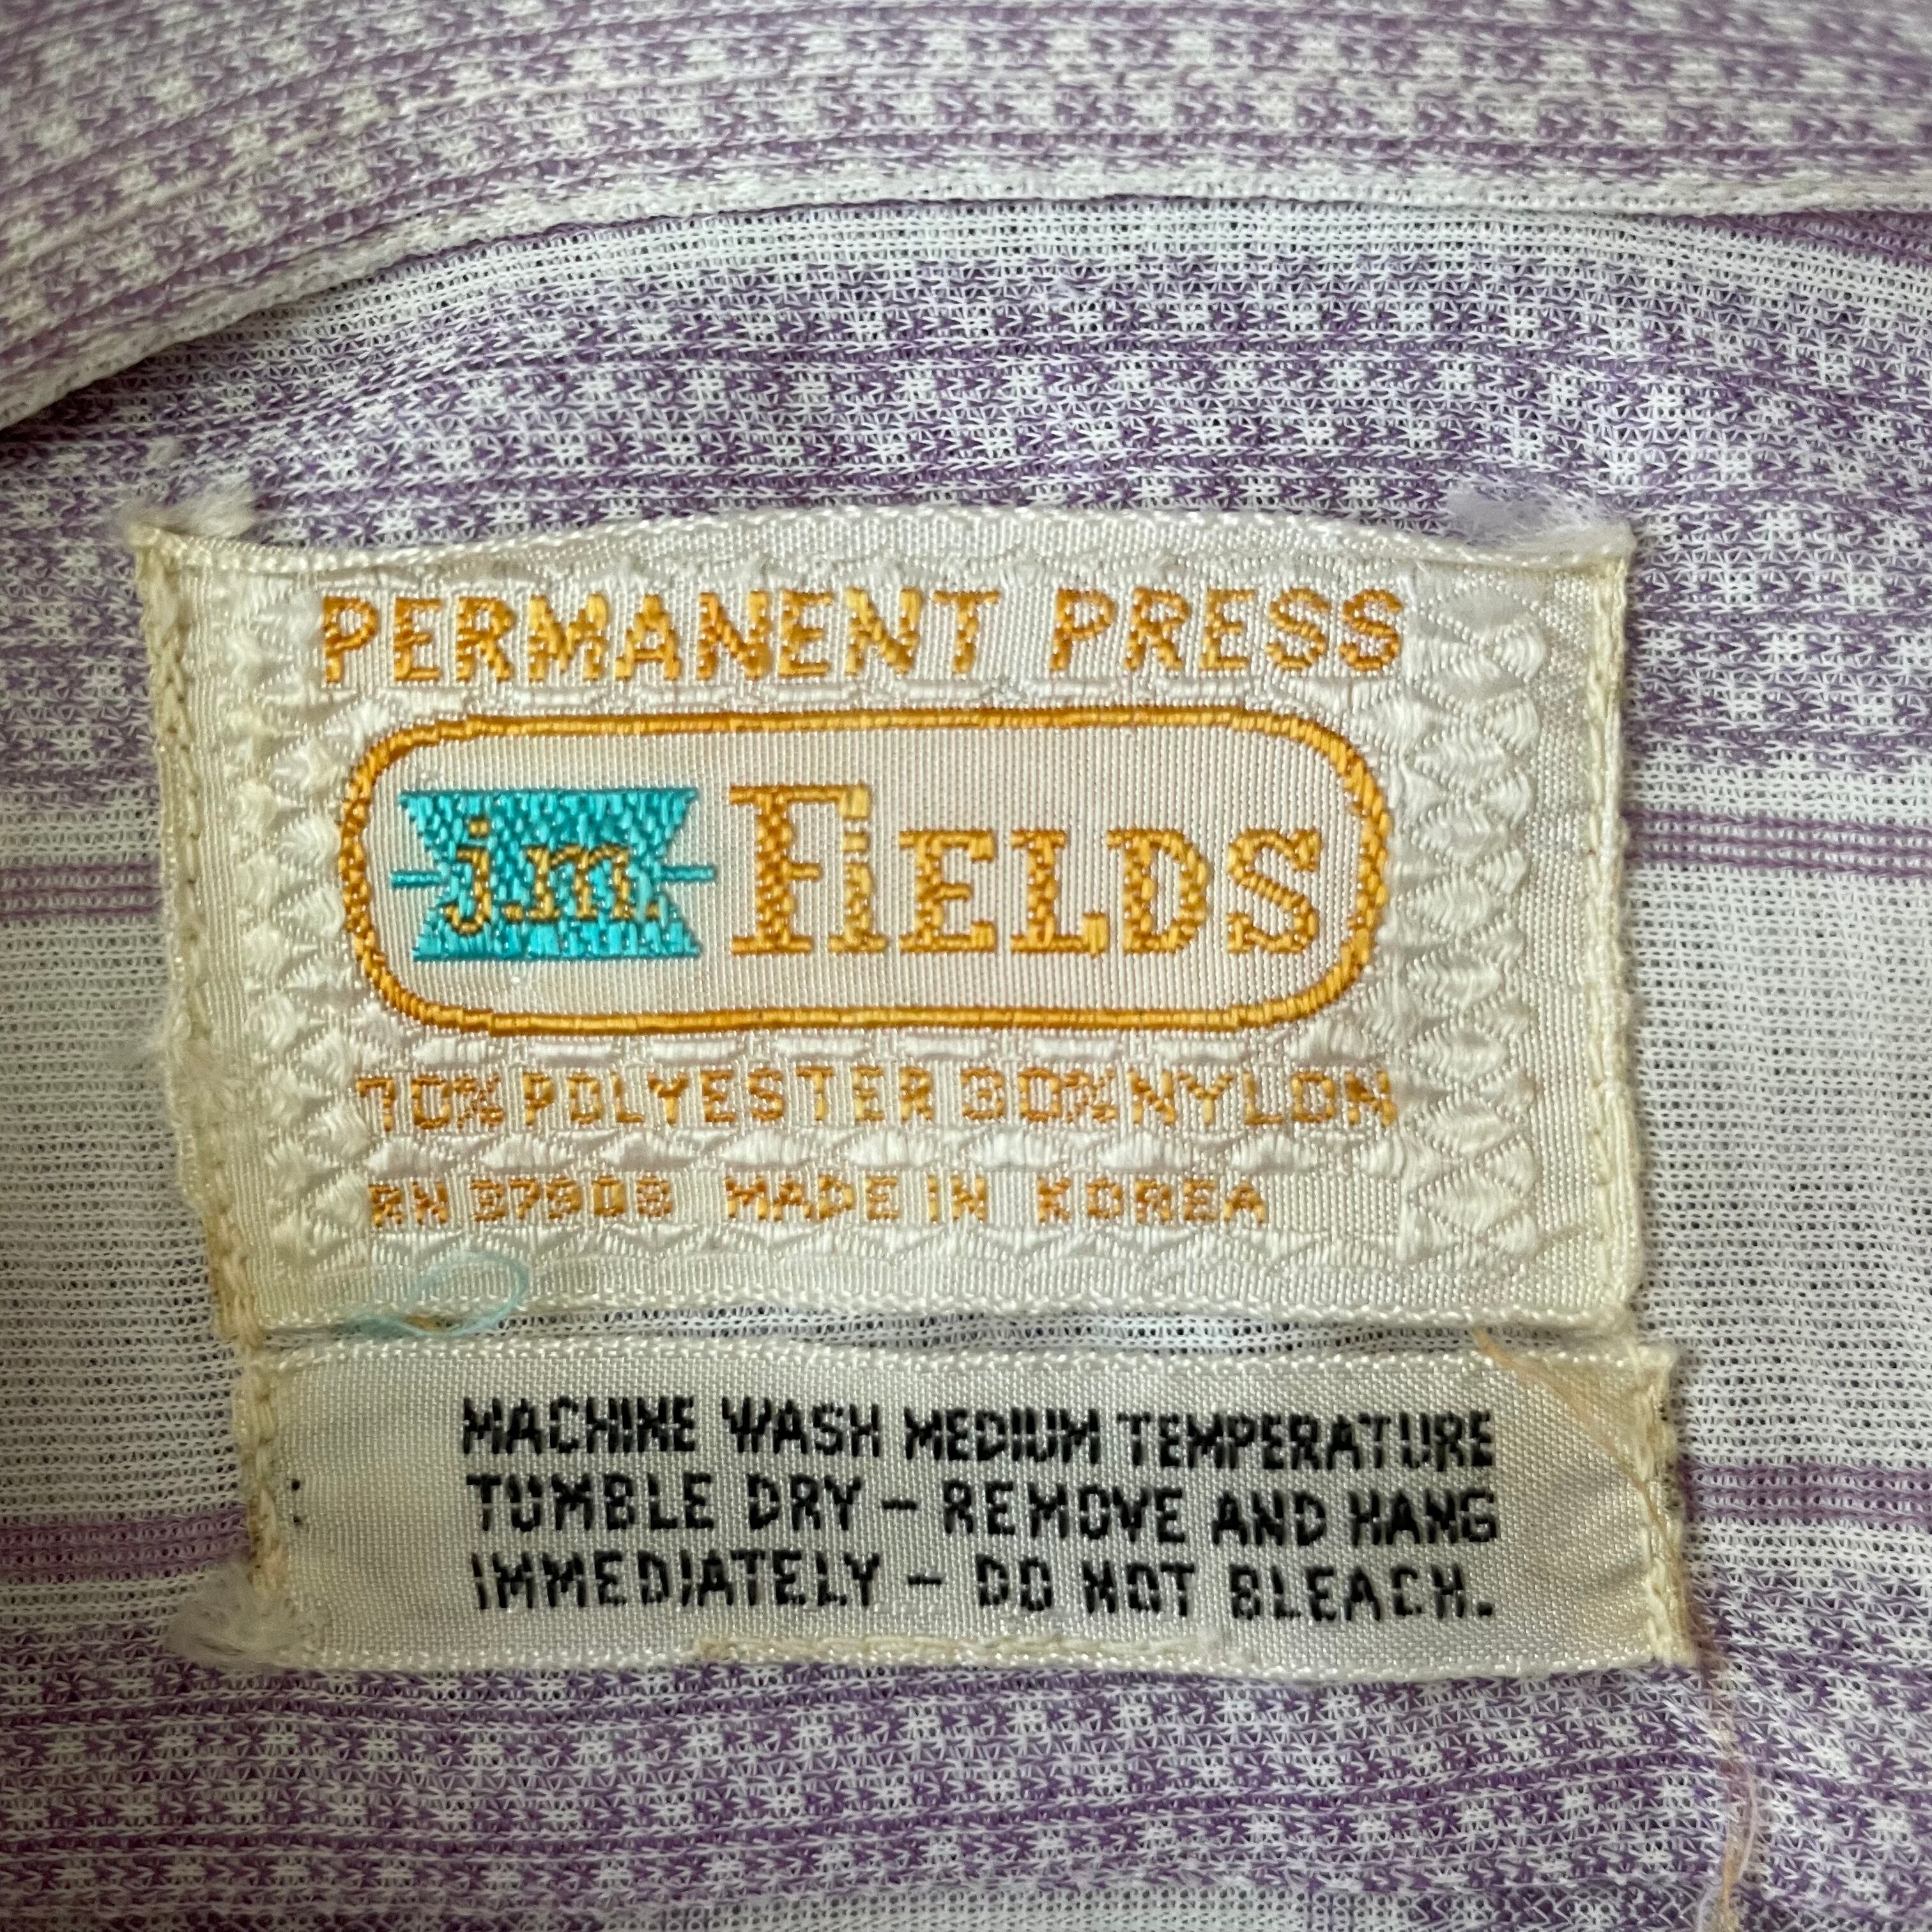 PERMANENT PRESS
j.m. FIELDS
70% POLYESTER 30% NYLON
RN 37908 MADE IN KOREA
MACHINE WASH MEDIUM TEMPERATURE
TUMBLE DRY – REMOVE AND HANG
IMMEDIATELY – DO NOT BLEACH.